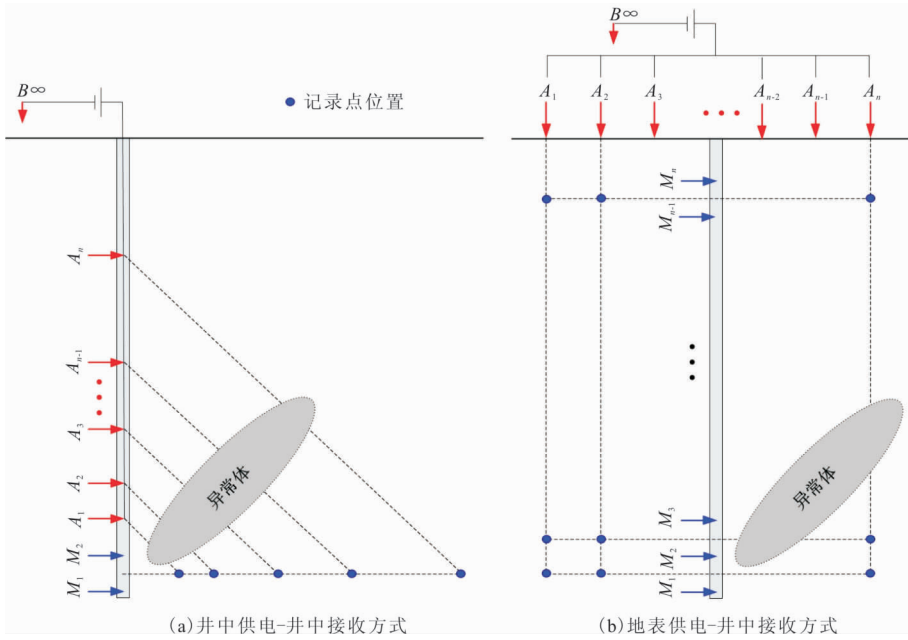 B∞
记录点位置
Aₙ
Aₙ₋₁
A₃
A₂
A₁
M₂
M₁
异常体
(a)井中供电-井中接收方式
B∞
A₁ A₂ A₃ Aₙ₋₂ Aₙ₋₁ Aₙ
Mₙ
Mₙ₋₁
M₃
M₂
M₁
异常体
(b)地表供电-井中接收方式